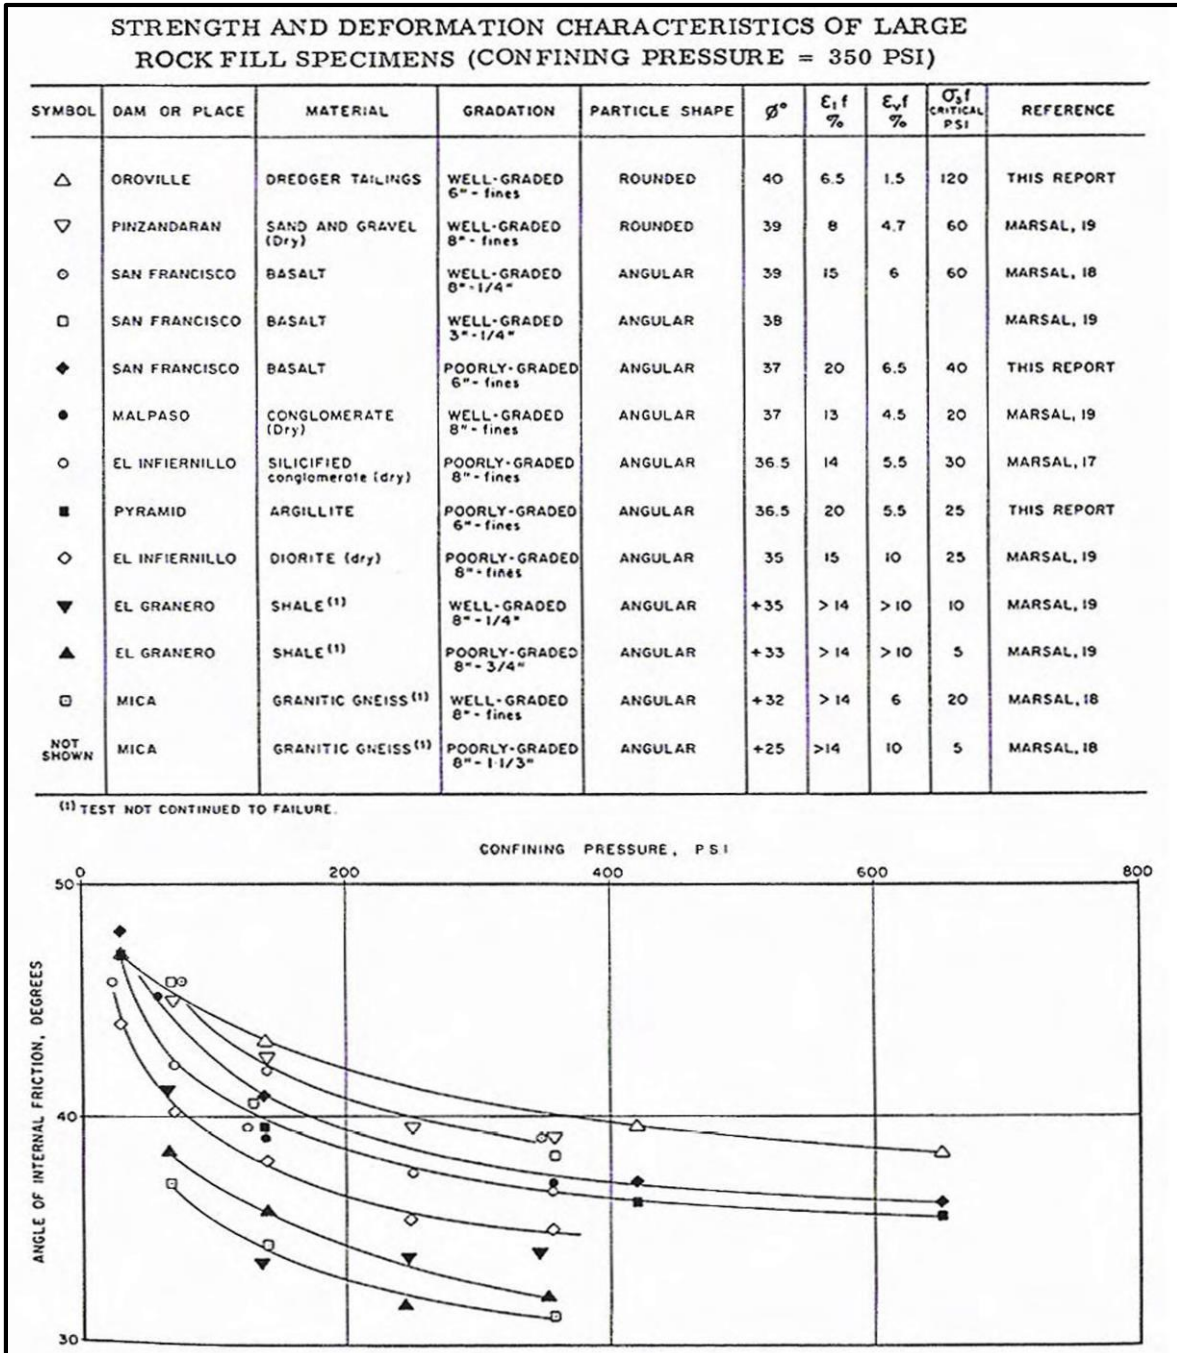 STRENGTH AND DEFORMATION CHARACTERISTICS OF LARGE
ROCK FILL SPECIMENS (CONFINING PRESSURE = 350 PSI)
SYMBOL DAM OR PLACE MATERIAL GRADATION PARTICLE SHAPE ø° Ɛ₁f % Ɛᵥf % σ₃f CRITICAL PSI REFERENCE
△ OROVILLE DREDGER TAILINGS WELL-GRADED 6"- fines ROUNDED 40 6.5 1.5 120 THIS REPORT
▽ PINZANDARAN SAND AND GRAVEL (Dry) WELL-GRADED 8"- fines ROUNDED 39 8 4.7 60 MARSAL, 19
SAN FRANCISCO BASALT WELL-GRADED 8"-1/4" ANGULAR 39 15 6 60 MARSAL, 18
SAN FRANCISCO BASALT WELL-GRADED 3"-1/4" ANGULAR 38 MARSAL, 19
SAN FRANCISCO BASALT POORLY-GRADED 6"- fines ANGULAR 37 20 6.5 40 THIS REPORT
MALPASO CONGLOMERATE (Dry) WELL-GRADED 8"- fines ANGULAR 37 13 4.5 20 MARSAL, 19
EL INFIERNILLO SILICIFIED conglomerate (dry) POORLY-GRADED 8"- fines ANGULAR 36.5 14 5.5 30 MARSAL, 17
PYRAMID ARGILLITE POORLY-GRADED 6"- fines ANGULAR 36.5 20 5.5 25 THIS REPORT
EL INFIERNILLO DIORITE (dry) POORLY-GRADED 8"- fines ANGULAR 35 15 10 25 MARSAL, 19
EL GRANERO SHALE (1) WELL-GRADED 8"- 1/4" ANGULAR +35 > 14 > 10 10 MARSAL, 19
EL GRANERO SHALE (1) POORLY-GRADED 8"- 3/4" ANGULAR +33 > 14 > 10 5 MARSAL, 19
MICA GRANITIC GNEISS (1) WELL-GRADED 8"- fines ANGULAR +32 > 14 6 20 MARSAL, 18
NOT SHOWN MICA GRANITIC GNEISS (1) POORLY-GRADED 8"- 1 1/3" ANGULAR +25 >14 10 5 MARSAL, 18
(1) TEST NOT CONTINUED TO FAILURE.
CONFINING PRESSURE, PSI
0 200 400 600 800
50
40
30
ANGLE OF INTERNAL FRICTION, DEGREES